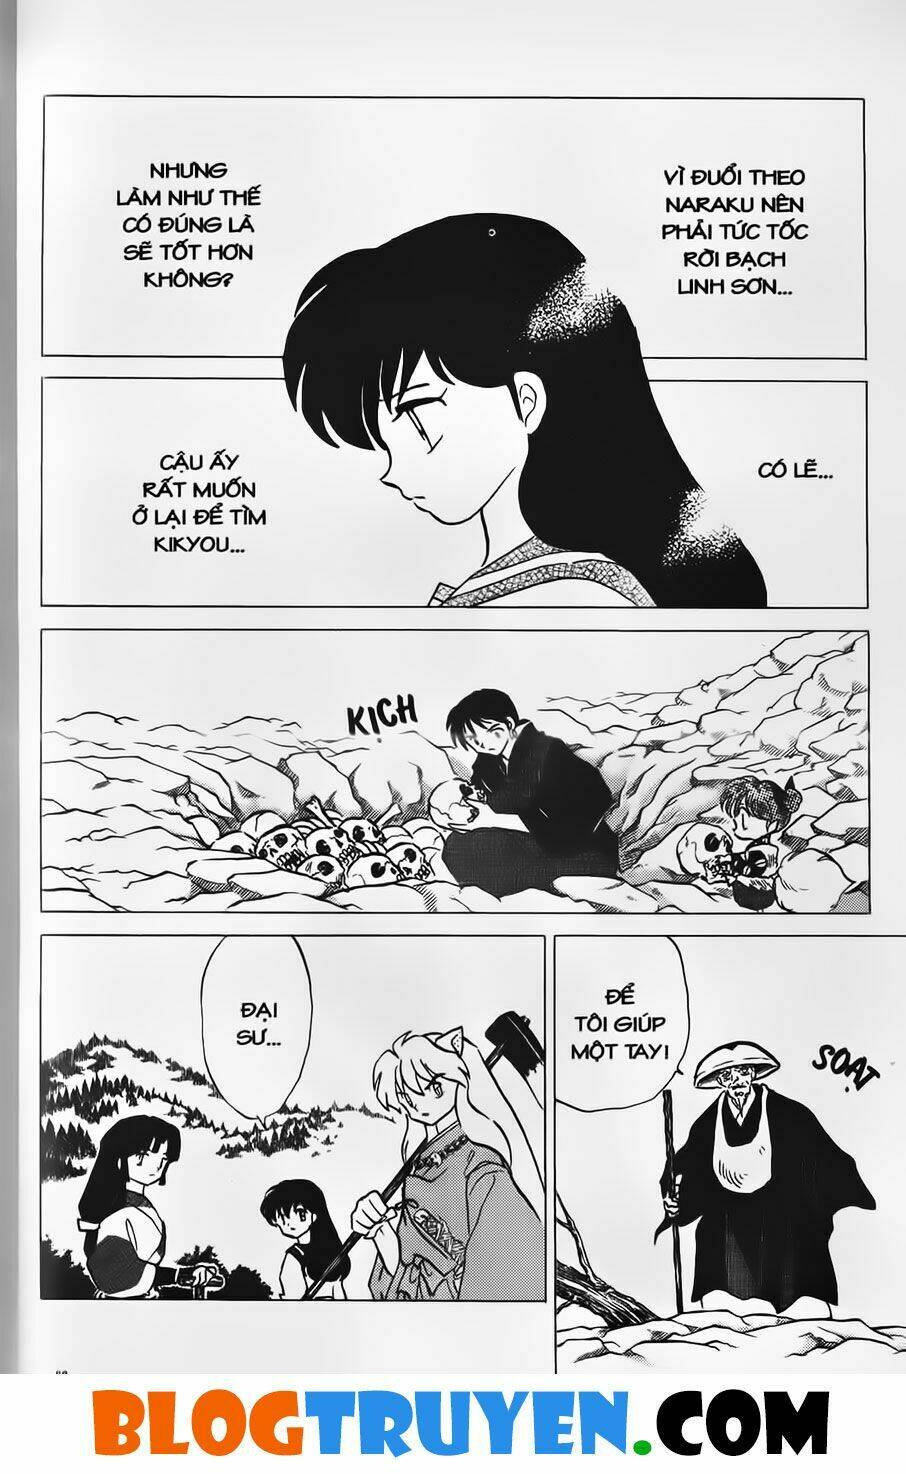 VÌ ĐUỔI THEO
NARAKU NÊN
PHẢI TỨC TỐC
RỜI BẠCH
LINH SƠN...
NHƯNG
LÀM NHƯ THẾ
CÓ ĐÚNG LÀ
SẼ TỐT HƠN
KHÔNG?
CÓ LẼ...
CẬU ẤY
RẤT MUỐN
Ở LẠI ĐỂ TÌM
KIKYOU...
KỊCH
ĐỂ
TÔI GIÚP
MỘT TAY!
SOẠT
ĐẠI
SƯ...
BLOGTRUYEN.COM